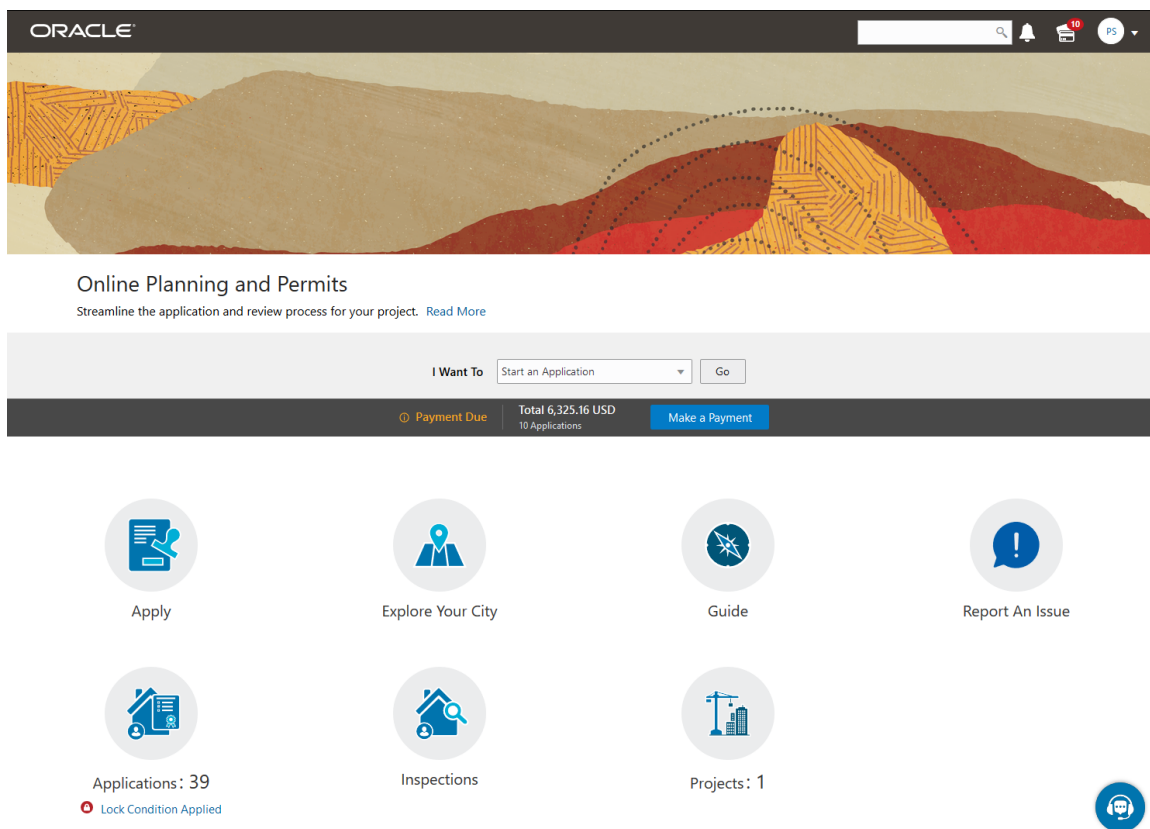 ORACLE
10
PS
Online Planning and Permits
Streamline the application and review process for your project. Read More
I Want To Start an Application Go
Payment Due Total 6,325.16 USD Make a Payment
10 Applications
Apply Explore Your City Guide Report An Issue
Applications: 39 Inspections Projects: 1
Lock Condition Applied